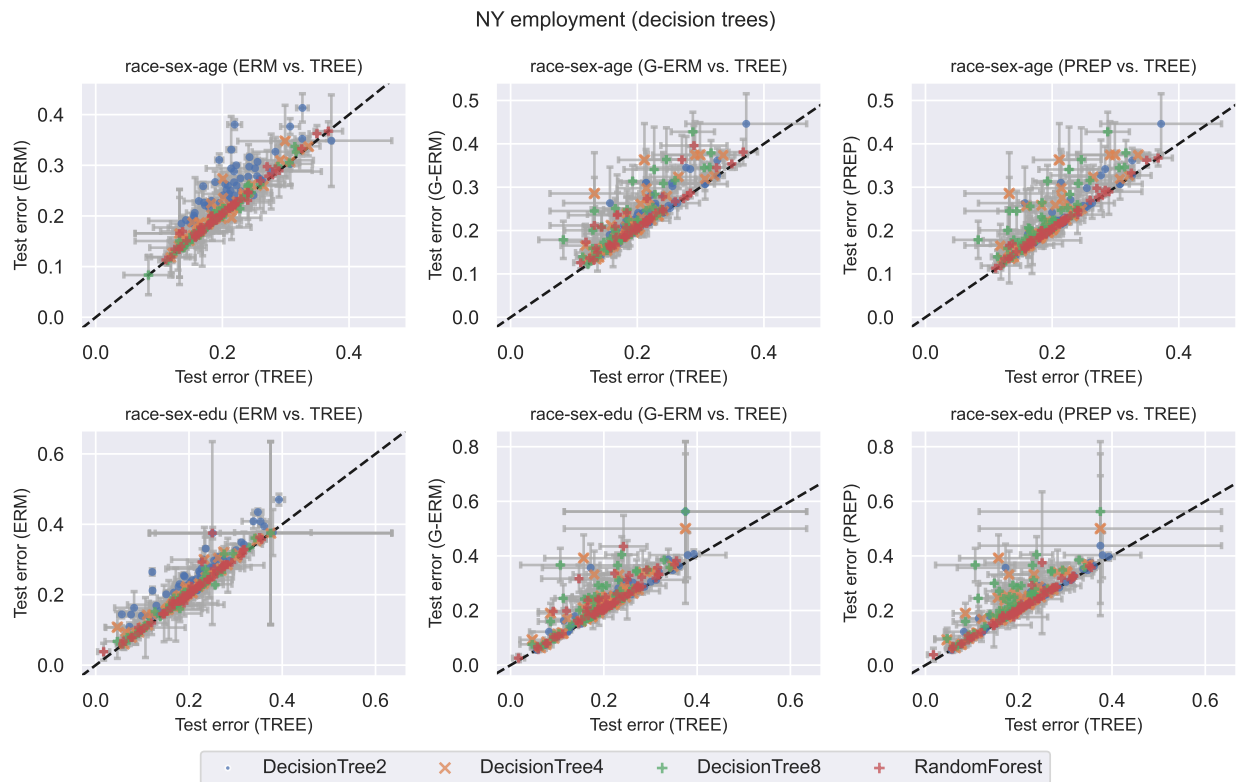 NY employment (decision trees)
race-sex-age (ERM vs. TREE)
0.4
0.3
0.2
0.1
0.0
Test error (ERM)
0.0 0.2 0.4
Test error (TREE)
race-sex-age (G-ERM vs. TREE)
0.5
0.4
0.3
0.2
0.1
0.0
Test error (G-ERM)
0.0 0.2 0.4
Test error (TREE)
race-sex-age (PREP vs. TREE)
0.5
0.4
0.3
0.2
0.1
0.0
Test error (PREP)
0.0 0.2 0.4
Test error (TREE)
race-sex-edu (ERM vs. TREE)
0.6
0.4
0.2
0.0
Test error (ERM)
0.0 0.2 0.4 0.6
Test error (TREE)
race-sex-edu (G-ERM vs. TREE)
0.8
0.6
0.4
0.2
0.0
Test error (G-ERM)
0.0 0.2 0.4 0.6
Test error (TREE)
race-sex-edu (PREP vs. TREE)
0.8
0.6
0.4
0.2
0.0
Test error (PREP)
0.0 0.2 0.4 0.6
Test error (TREE)
DecisionTree2 DecisionTree4 DecisionTree8 RandomForest